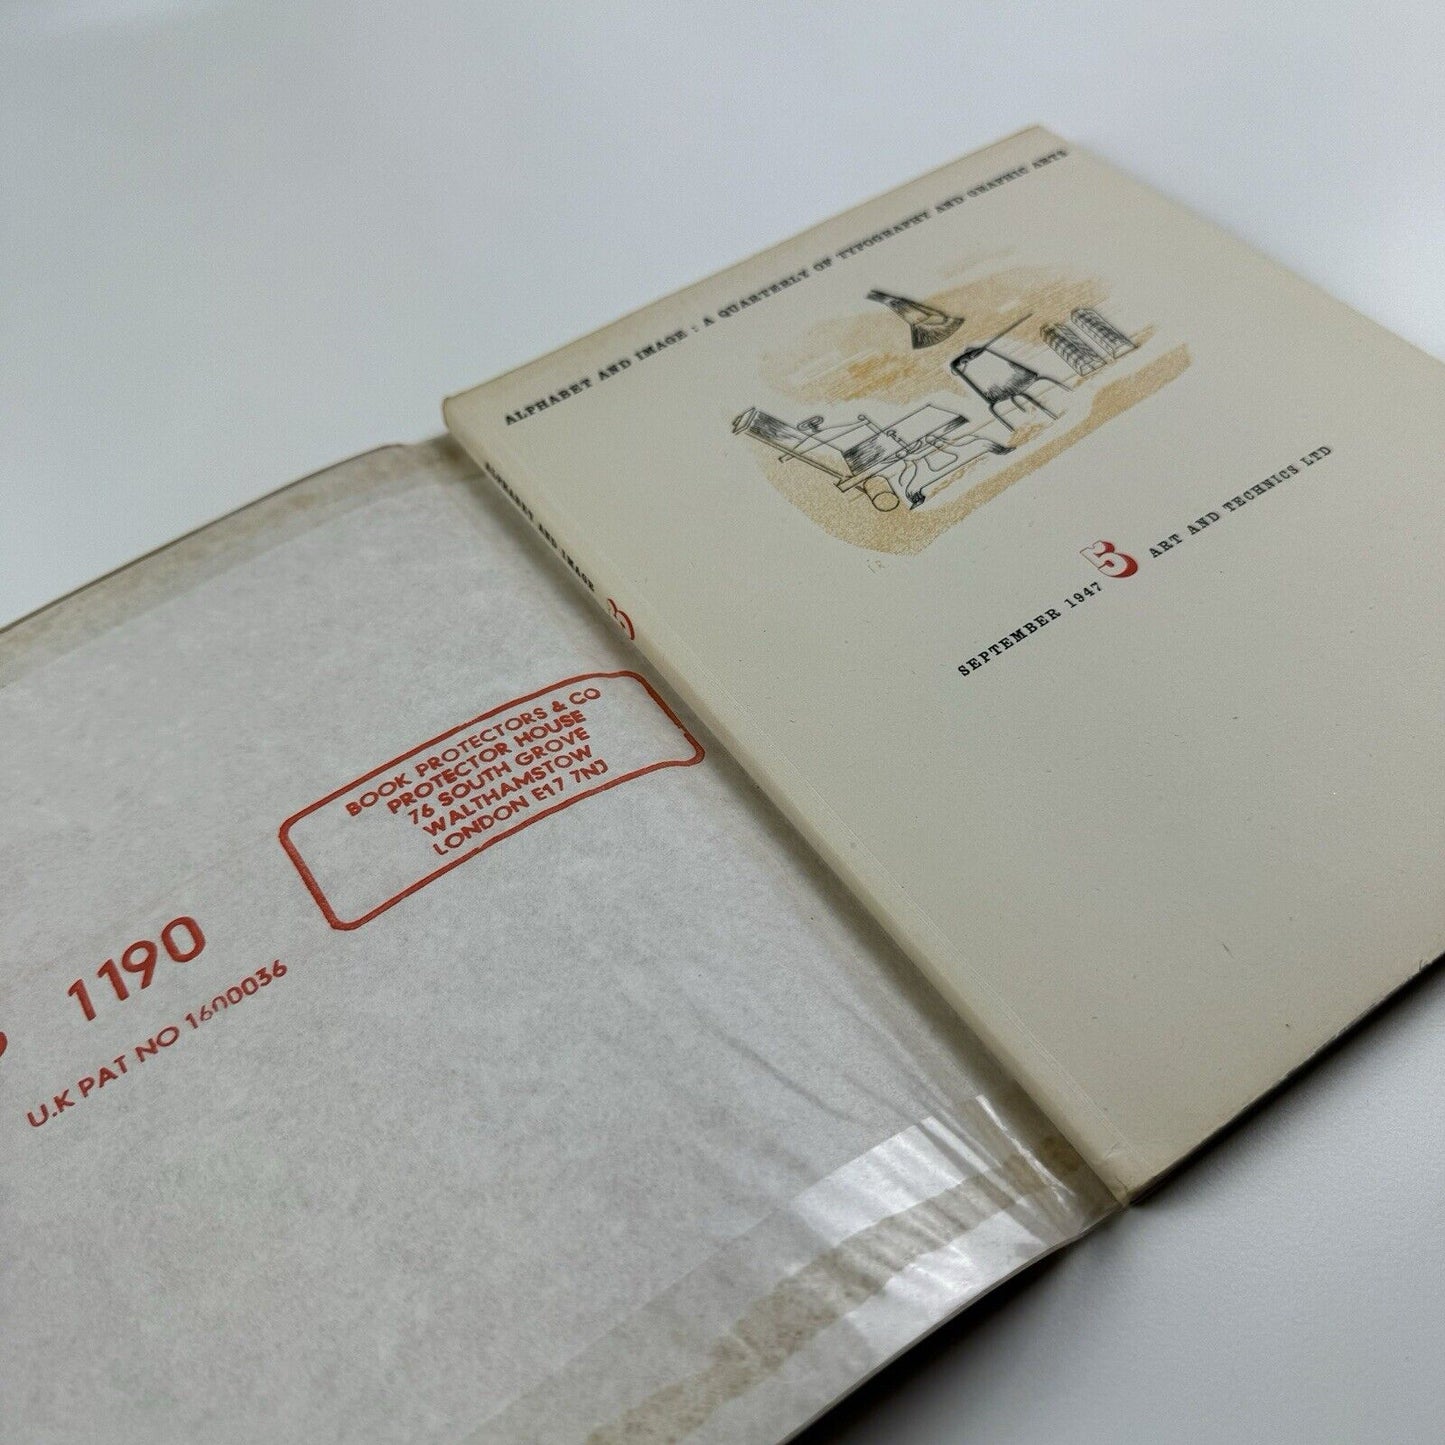 ALPHABET AND IMAGE : A QUARTERLY OF TYPOGRAPHY AND GRAPHIC ARTS
SEPTEMBER 1947 5 ART AND TECHNICS LTD
ALPHABET AND IMAGE 5
BOOK PROTECTORS & CO
PROTECTOR HOUSE
76 SOUTH GROVE
WALTHAMSTOW
LONDON E17 7NJ
1190
U.K PAT NO 1600036